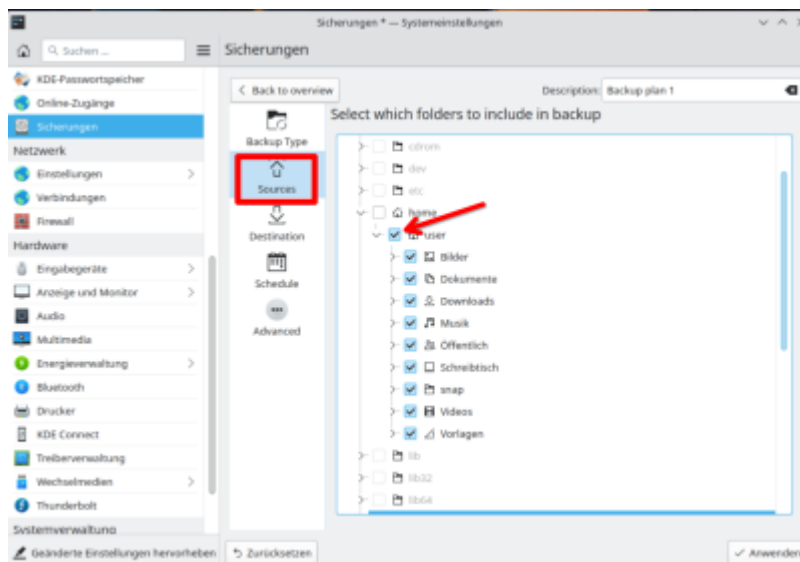 Sicherungen * — Systemeinstellungen
Suchen ...
Sicherungen
KDE-Passwortspeicher
Online-Zugänge
Sicherungen
Netzwerk
Einstellungen
Verbindungen
Firewall
Hardware
Eingabegeräte
Anzeige und Monitor
Audio
Multimedia
Energieverwaltung
Bluetooth
Drucker
KDE Connect
Treiberverwaltung
Wechselmedien
Thunderbolt
Systemverwaltung
Geänderte Einstellungen hervorheben
Back to overview
Description: Backup plan 1
Backup Type
Sources
Destination
Schedule
Advanced
Select which folders to include in backup
cdrom
dev
etc
home
user
Bilder
Dokumente
Downloads
Musik
Öffentlich
Schreibtisch
snap
Videos
Vorlagen
lib
lib32
lib64
Zurücksetzen
Anwenden